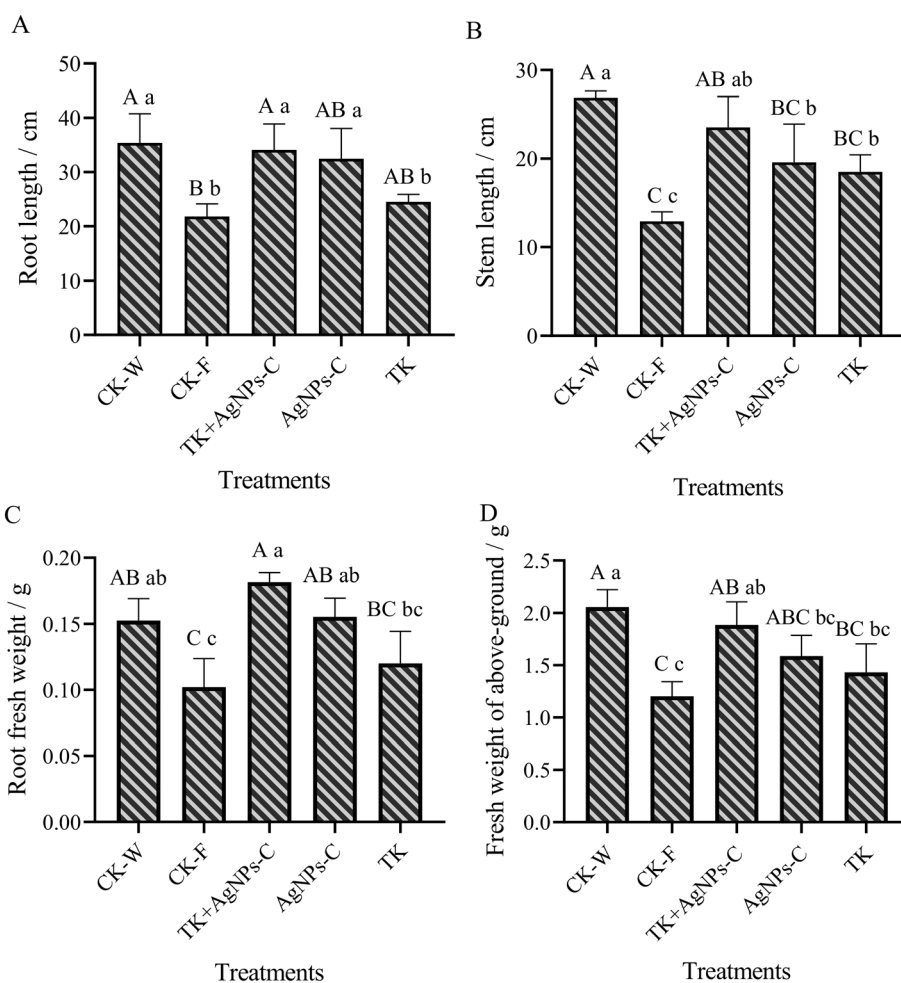 A
Root length / cm
50
40
30
20
10
0
A a
B b
A a
AB a
AB b
CK-W
CK-F
TK+AgNPs-C
AgNPs-C
TK
Treatments
B
Stem length / cm
30
20
10
0
A a
C c
AB ab
BC b
BC b
CK-W
CK-F
TK+AgNPs-C
AgNPs-C
TK
Treatments
C
Root fresh weight / g
0.20
0.15
0.10
0.05
0.00
AB ab
C c
A a
AB ab
BC bc
CK-W
CK-F
TK+AgNPs-C
AgNPs-C
TK
Treatments
D
Fresh weight of above-ground / g
2.5
2.0
1.5
1.0
0.5
0.0
A a
C c
AB ab
ABC bc
BC bc
CK-W
CK-F
TK+AgNPs-C
AgNPs-C
TK
Treatments